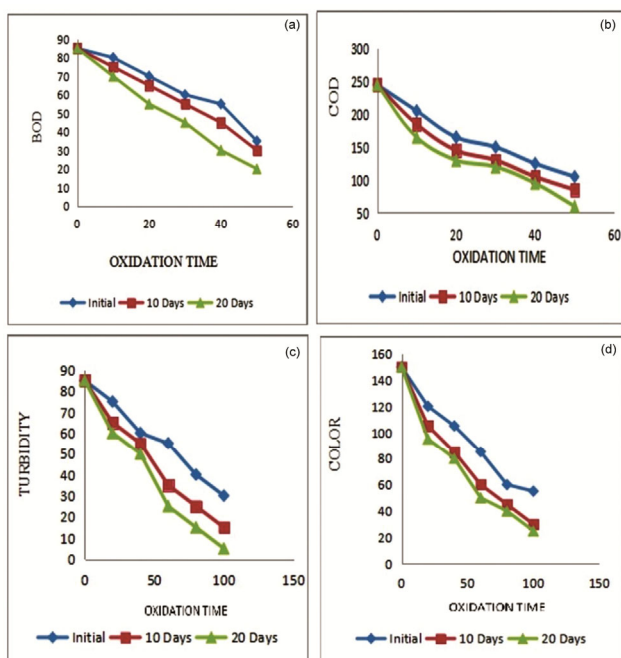 (a)
90
80
70
60
50
40
30
20
10
0
BOD
0 20 40 60
OXIDATION TIME
Initial 10 Days 20 Days
(b)
300
250
200
150
100
50
COD
0 10 20 30 40 50 60
OXIDATION TIME
Initial 10 Days 20 Days
(c)
90
80
70
60
50
40
30
20
10
0
TURBIDITY
0 50 100 150
OXIDATION TIME
Initial 10 Days 20 Days
(d)
160
140
120
100
80
60
40
20
0
COLOR
0 50 100 150
OXIDATION TIME
Initial 10 Days 20 Days